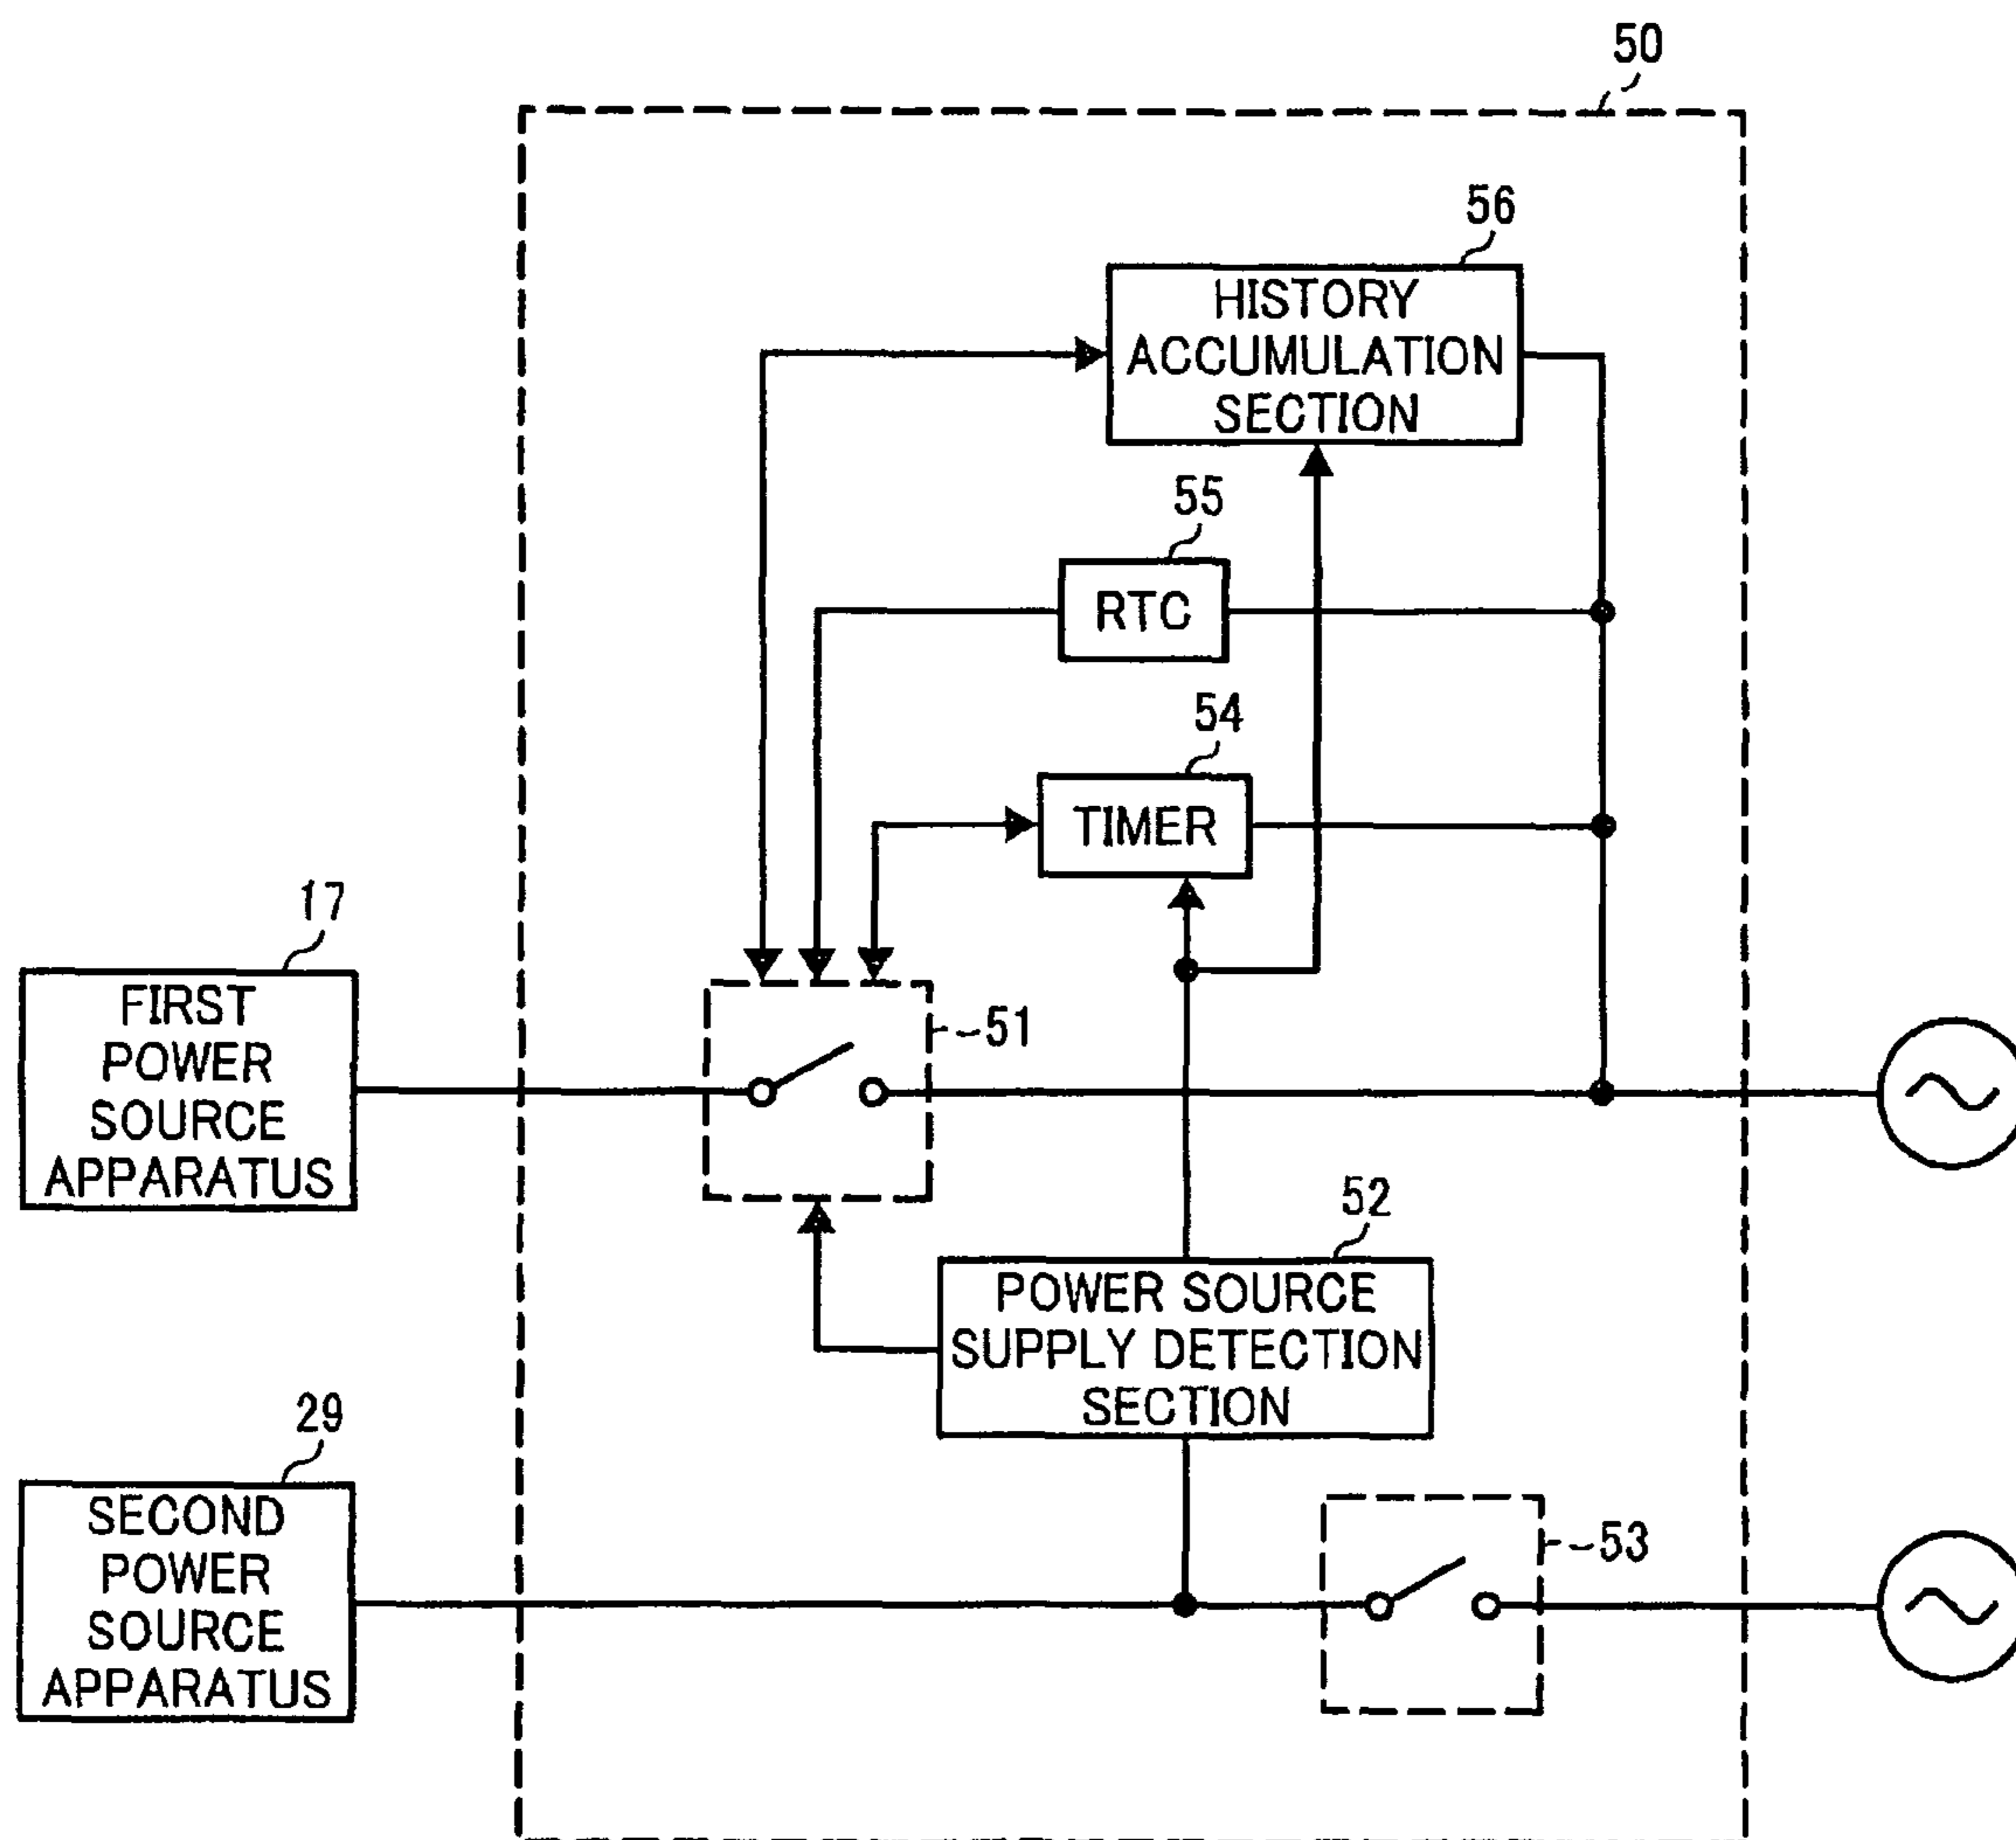 50
56
HISTORY
ACCUMULATION
SECTION
55
RTC
54
TIMER
17
FIRST
POWER
SOURCE
APPARATUS
51
52
POWER SOURCE
SUPPLY DETECTION
SECTION
29
SECOND
POWER
SOURCE
APPARATUS
53